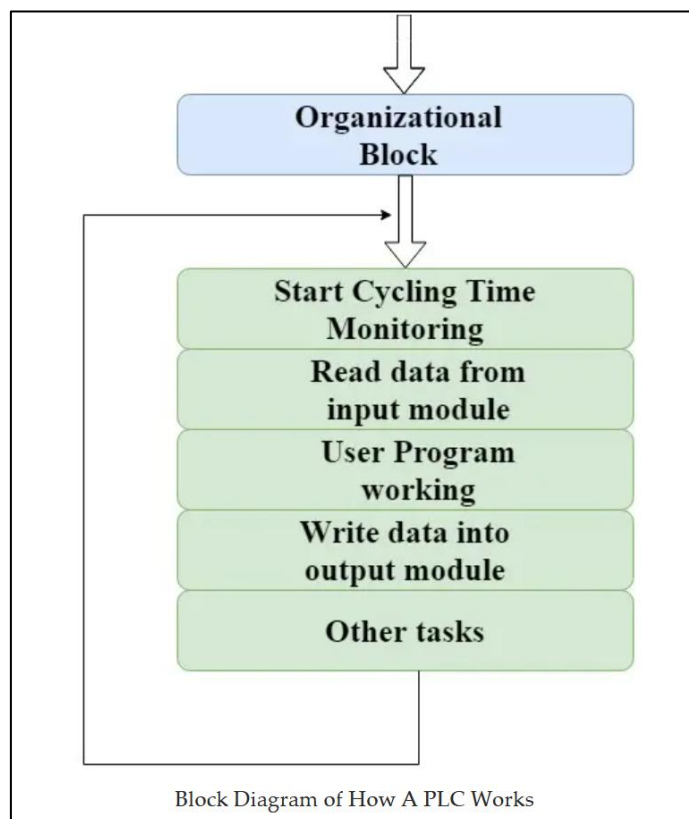 Organizational
Block
Start Cycling Time
Monitoring
Read data from
input module
User Program
working
Write data into
output module
Other tasks
Block Diagram of How A PLC Works